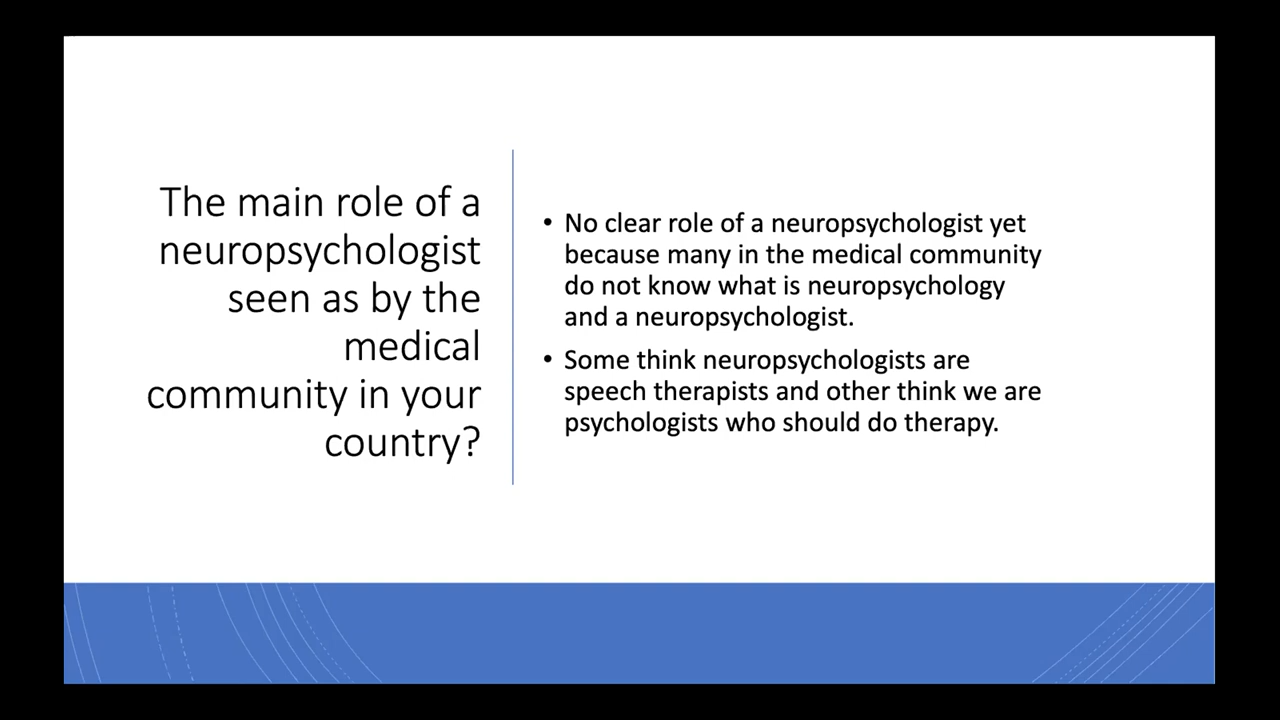 The main role of a
neuropsychologist
seen as by the
medical
community in your
country?
• No clear role of a neuropsychologist yet
because many in the medical community
do not know what is neuropsychology
and a neuropsychologist.
• Some think neuropsychologists are
speech therapists and other think we are
psychologists who should do therapy.